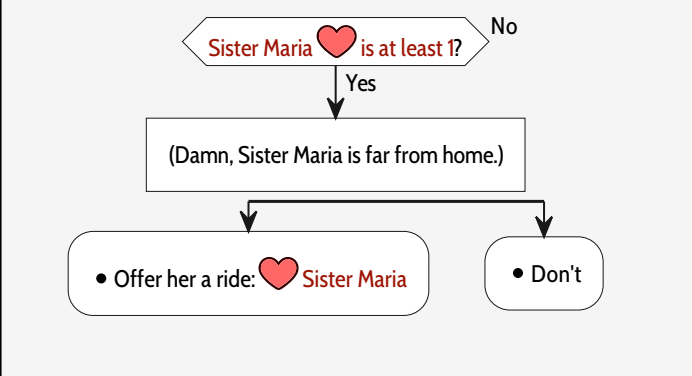 No
Sister Maria ❤ is at least 1?
Yes
(Damn, Sister Maria is far from home.)
• Offer her a ride: ❤ Sister Maria
• Don't